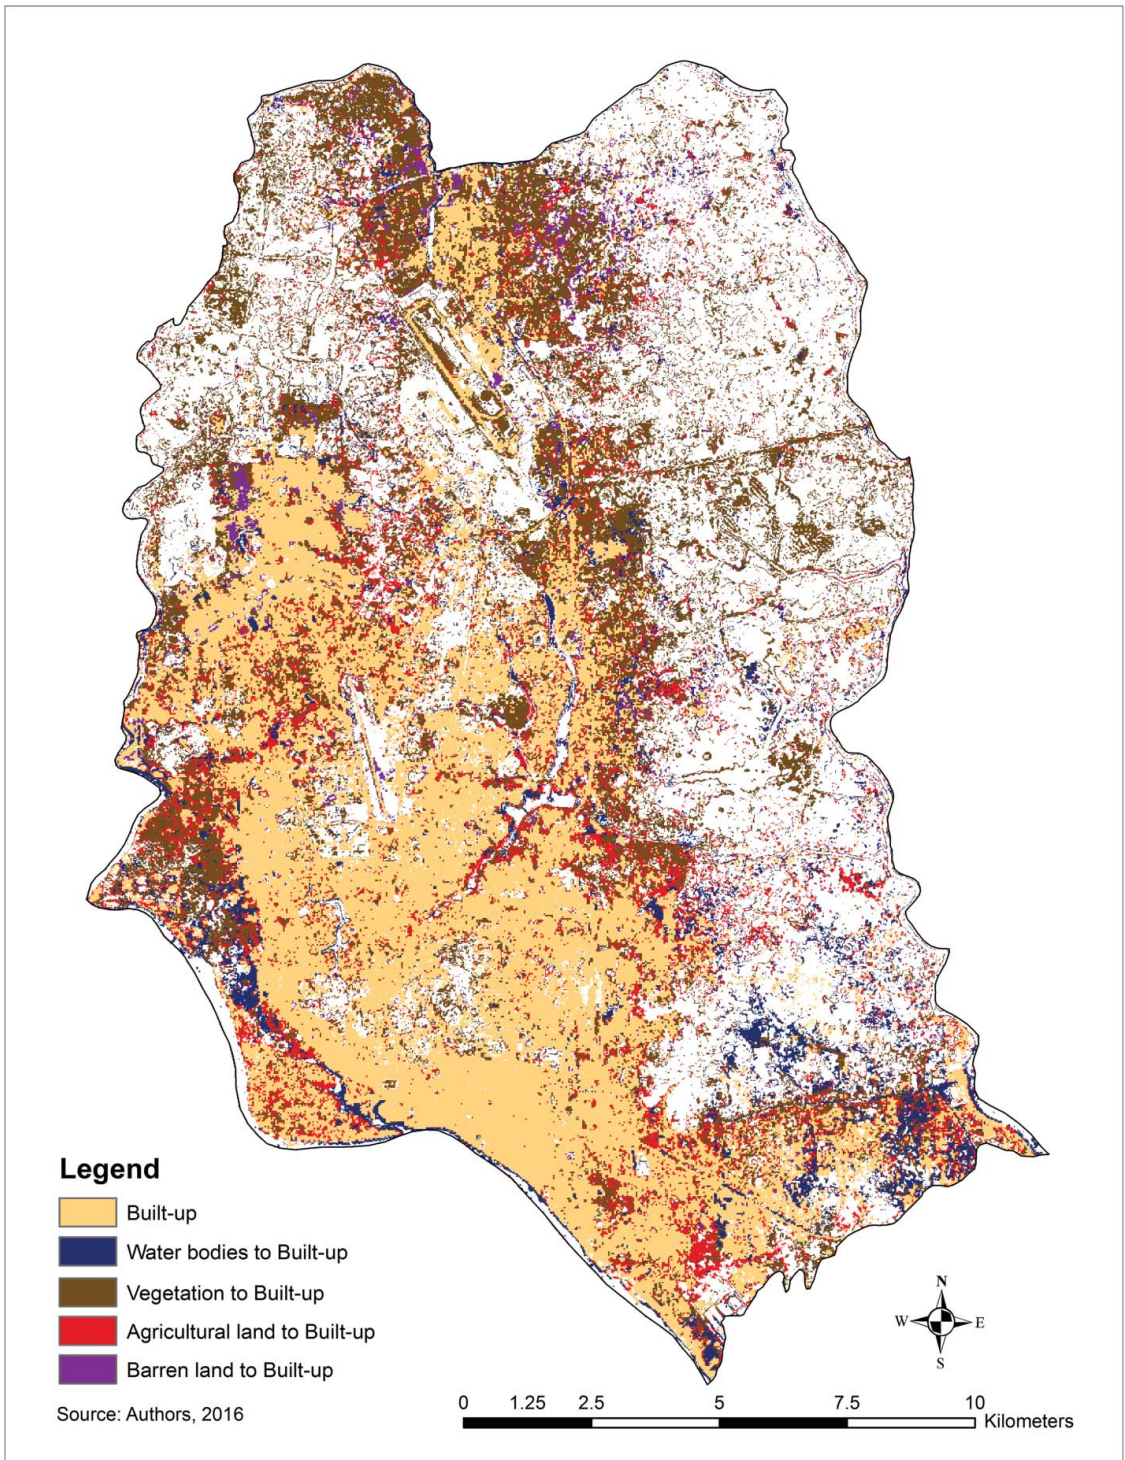 Legend
Built-up
Water bodies to Built-up
Vegetation to Built-up
Agricultural land to Built-up
Barren land to Built-up
Source: Authors, 2016
N
W E
S
0 1.25 2.5 5 7.5 10
Kilometers